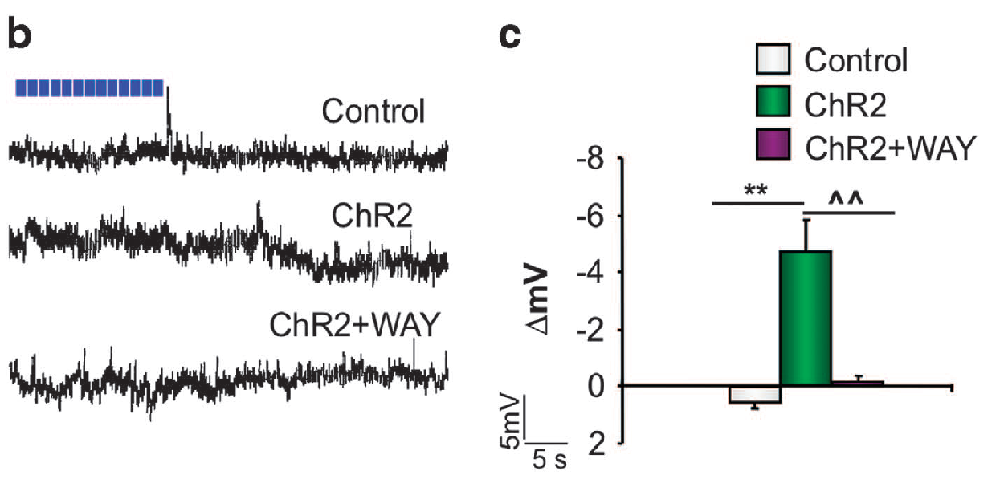 b
Control
ChR2
ChR2+WAY
c
Control
ChR2
ChR2+WAY
-8
** ^^
-6
-4
ΔmV
-2
0
2
5mV
5 s